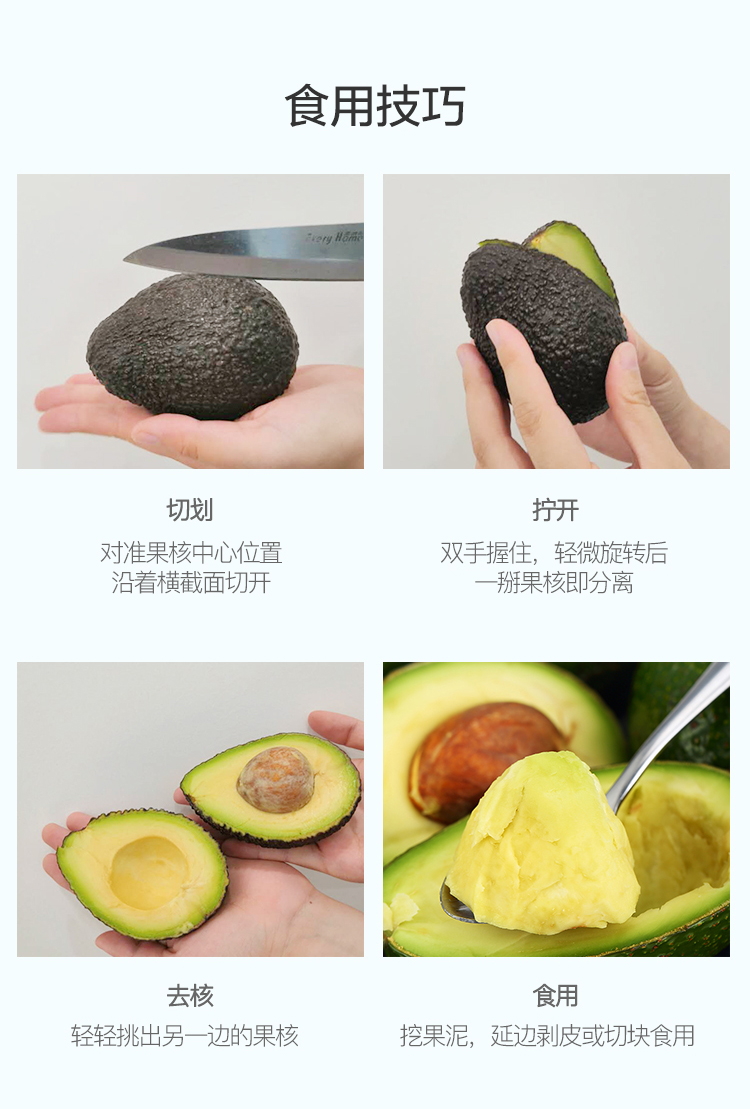 食用技巧
Every Home
切划
对准果核中心位置
沿着横截面切开
拧开
双手握住，轻微旋转后
一掰果核即分离
去核
轻轻挑出另一边的果核
食用
挖果泥，延边剥皮或切块食用